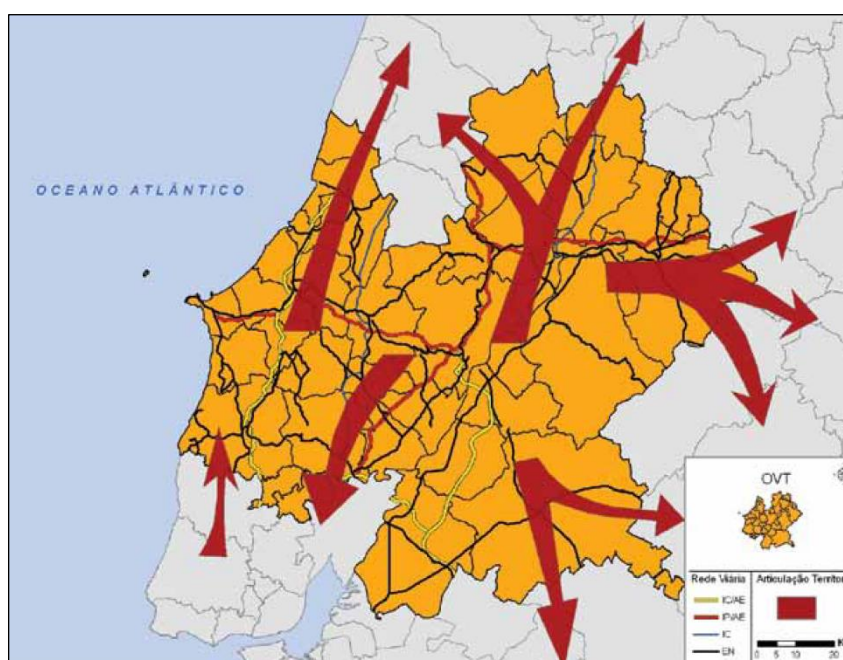 OCEANO ATLÂNTICO
OVT
Rede Viária
Articulação Territor
IC/AE
IP/AE
IC
EN
0 5 10 20 K